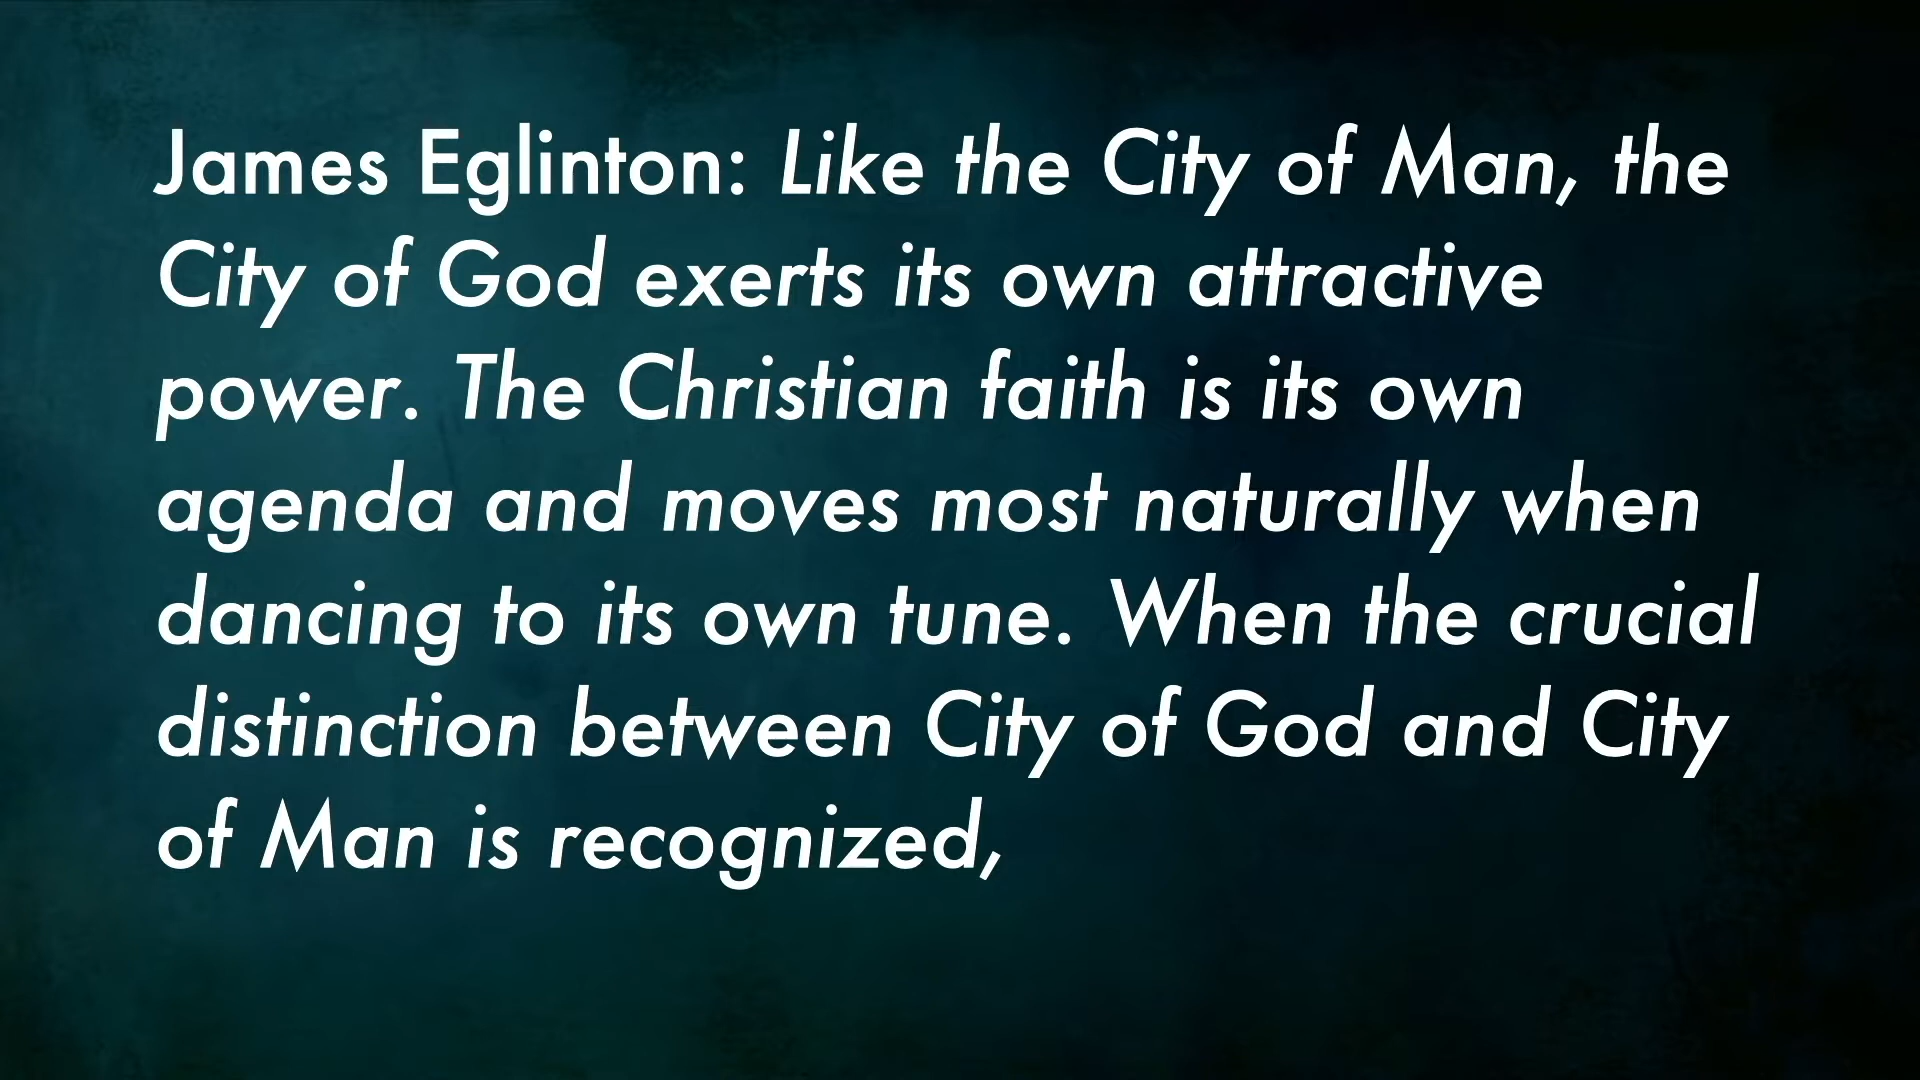 James Eglinton: Like the City of Man, the
City of God exerts its own attractive
power. The Christian faith is its own
agenda and moves most naturally when
dancing to its own tune. When the crucial
distinction between City of God and City
of Man is recognized,